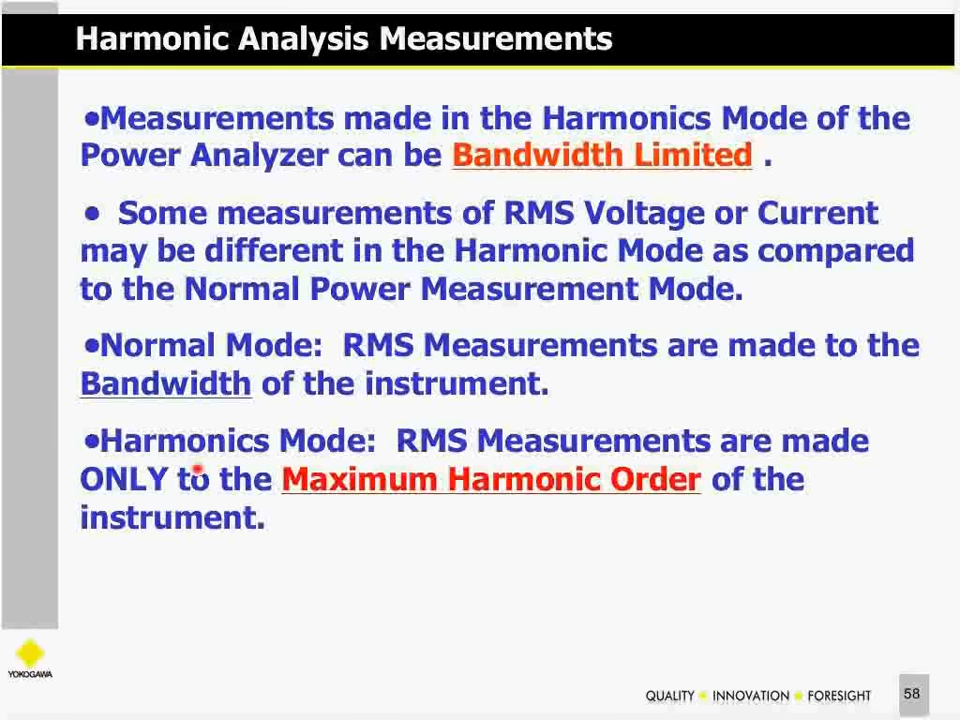 Harmonic Analysis Measurements
•Measurements made in the Harmonics Mode of the
Power Analyzer can be Bandwidth Limited .
• Some measurements of RMS Voltage or Current
may be different in the Harmonic Mode as compared
to the Normal Power Measurement Mode.
•Normal Mode: RMS Measurements are made to the
Bandwidth of the instrument.
•Harmonics Mode: RMS Measurements are made
ONLY to the Maximum Harmonic Order of the
instrument.
YOKOGAWA
QUALITY INNOVATION FORESIGHT
58